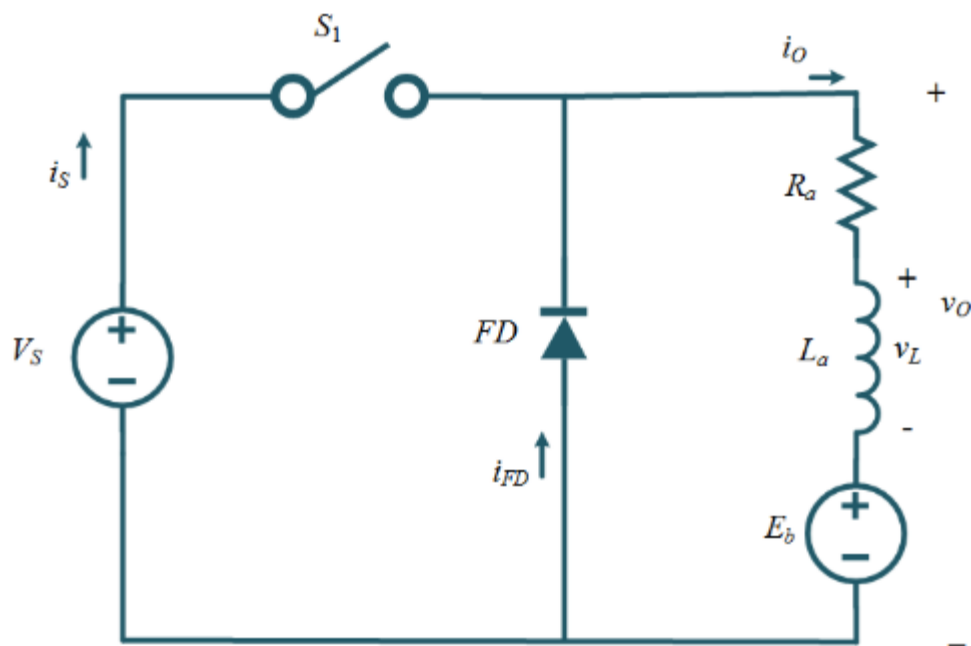 S1
iO
+
iS
Ra
+
vO
VS
+
−
FD
La
vL
-
iFD
Eb
+
−
−